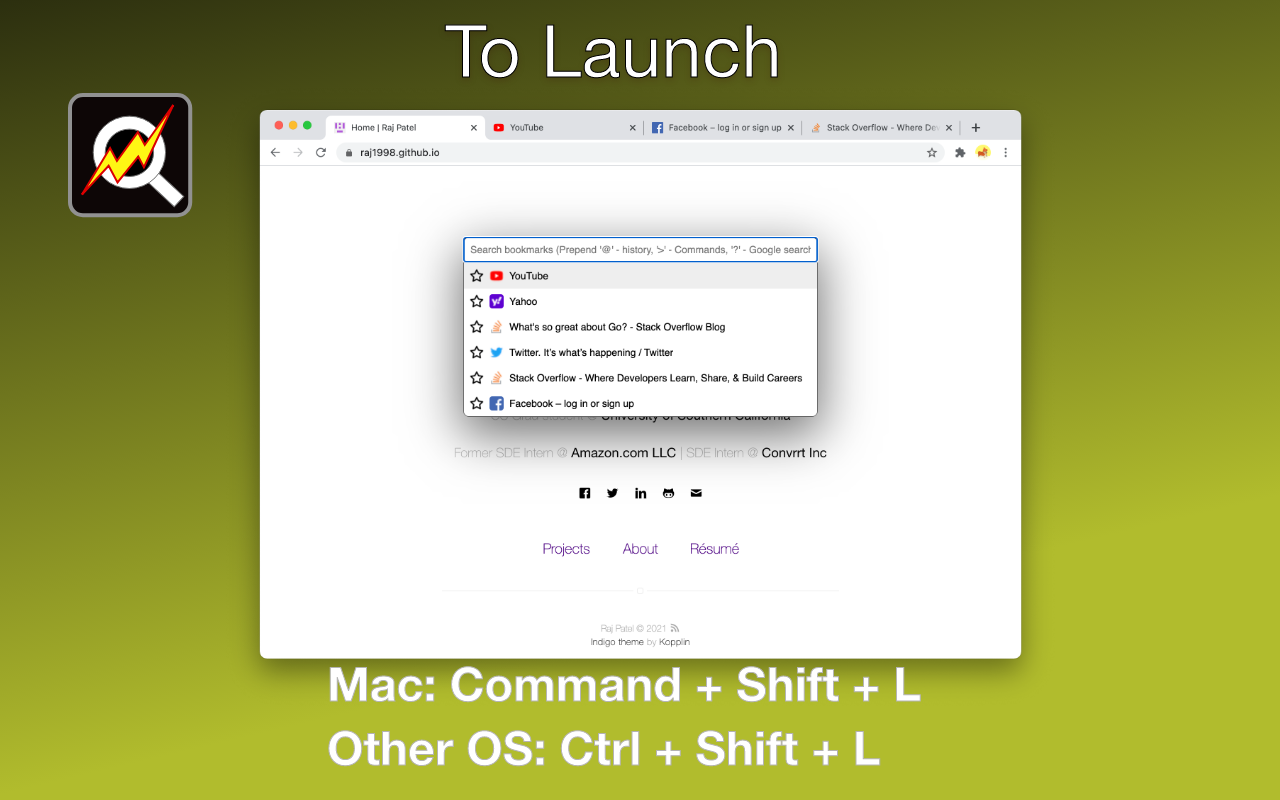 To Launch
Home | Raj Patel
YouTube
Facebook – log in or sign up
Stack Overflow - Where Dev
raj1998.github.io
Search bookmarks (Prepend '@' - history, '>' - Commands, '?' - Google search
YouTube
Yahoo
What's so great about Go? - Stack Overflow Blog
Twitter. It's what's happening / Twitter
Stack Overflow - Where Developers Learn, Share, & Build Careers
Facebook – log in or sign up
University of Southern California
Former SDE Intern @ Amazon.com LLC | SDE Intern @ Convrrt Inc
Projects About Résumé
Raj Patel © 2021
Indigo theme by Kopplin
Mac: Command + Shift + L
Other OS: Ctrl + Shift + L